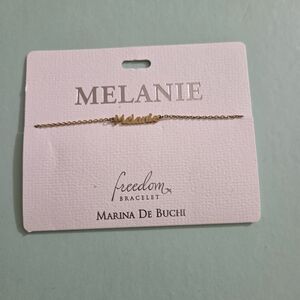 MELANIE
Melanie
freedom
BRACELET
MARINA DE BUCHI